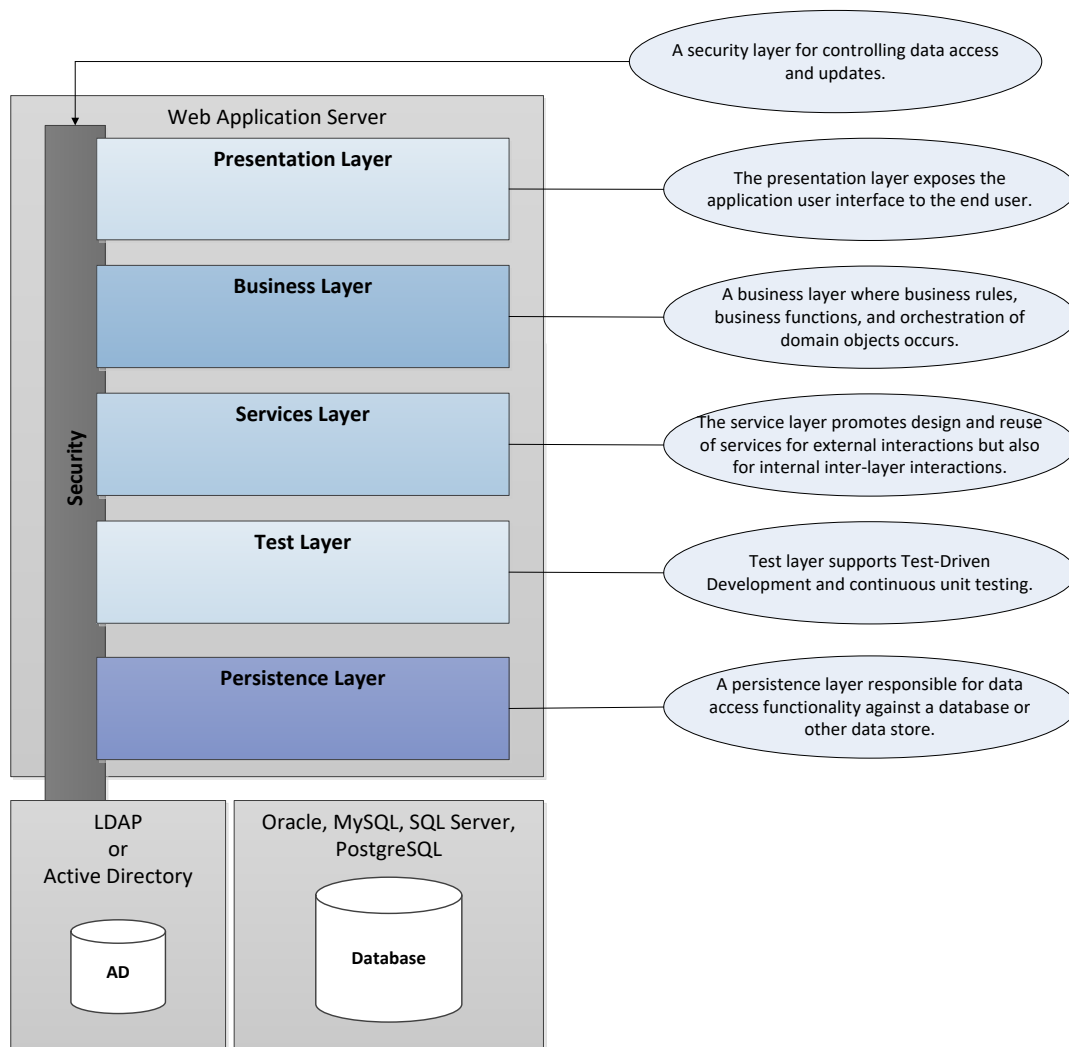 A security layer for controlling data access
and updates.
Web Application Server
Presentation Layer
The presentation layer exposes the
application user interface to the end user.
Business Layer
A business layer where business rules,
business functions, and orchestration of
domain objects occurs.
Services Layer
The service layer promotes design and reuse
of services for external interactions but also
for internal inter-layer interactions.
Security
Test Layer
Test layer supports Test-Driven
Development and continuous unit testing.
Persistence Layer
A persistence layer responsible for data
access functionality against a database or
other data store.
LDAP
or
Active Directory
AD
Oracle, MySQL, SQL Server,
PostgreSQL
Database